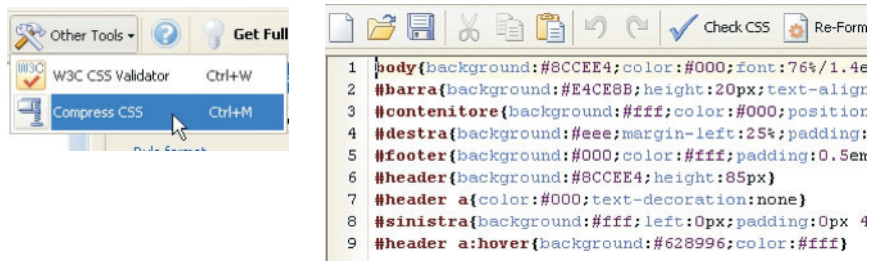 Other Tools
Get Full
W3C CSS Validator Ctrl+W
Compress CSS Ctrl+M
Check CSS Re-Form
1 body{background:#8CCEE4;color:#000;font:76%/1.4e
2 #barra{background:#E4CE8B;height:20px;text-align
3 #contenitore{background:#fff;color:#000;position
4 #destra{background:#eee;margin-left:25%;padding:
5 #footer{background:#000;color:#fff;padding:0.5em
6 #header{background:#8CCEE4;height:85px}
7 #header a{color:#000;text-decoration:none}
8 #sinistra{background:#fff;left:0px;padding:0px 4
9 #header a:hover{background:#628996;color:#fff}